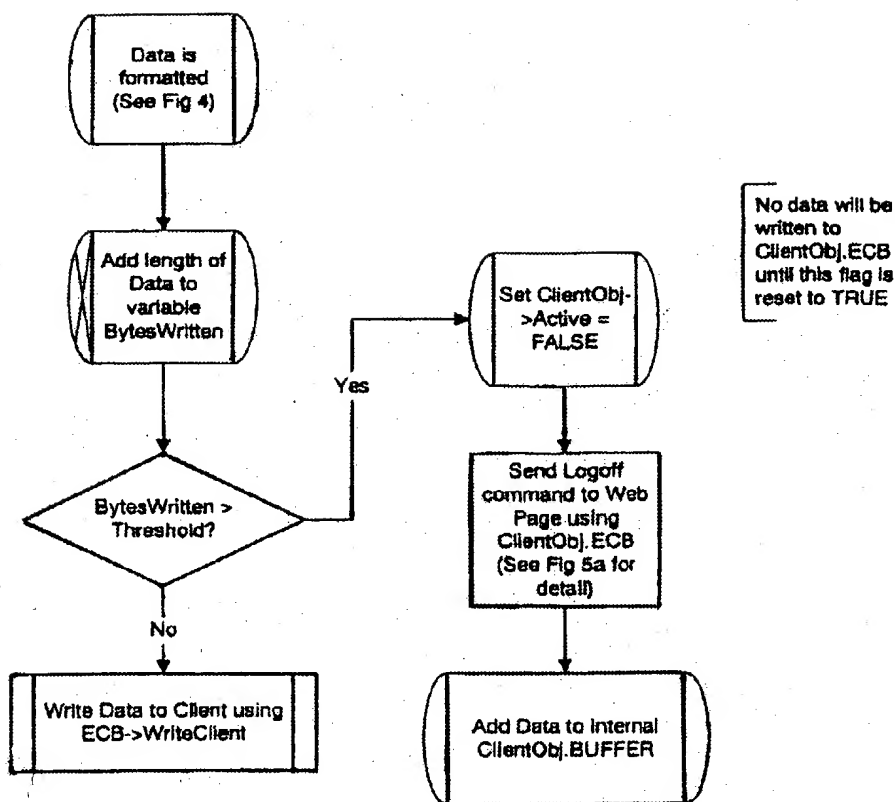 Data is
formatted
(See Fig 4)
Add length of
Data to
variable
BytesWritten
BytesWritten >
Threshold?
No
Write Data to Client using
ECB->WriteClient
Yes
Set ClientObj-
>Active =
FALSE
Send Logoff
command to Web
Page using
ClientObj.ECB
(See Fig 5a for
detail)
Add Data to Internal
ClientObj.BUFFER
No data will be
written to
ClientObj.ECB
until this flag is
reset to TRUE